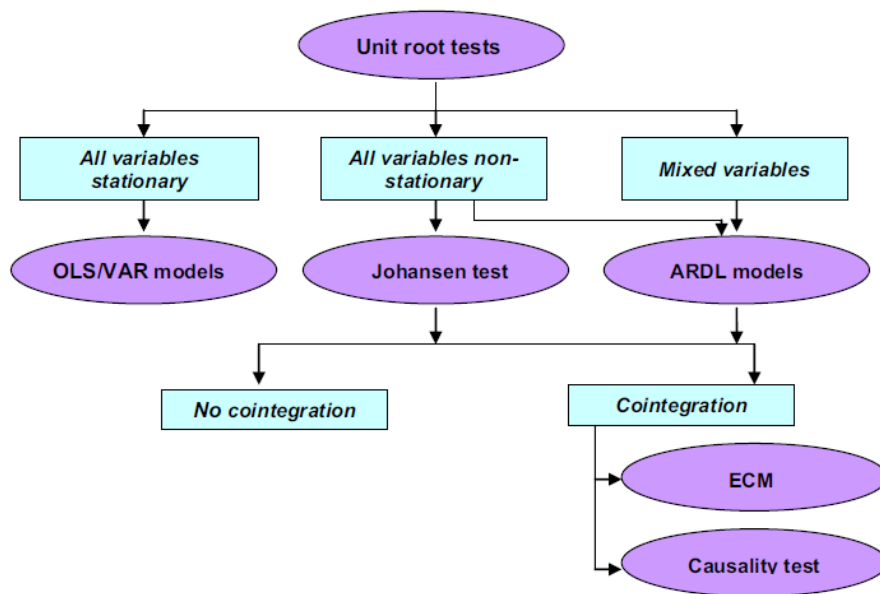 Unit root tests
All variables
stationary
All variables non-
stationary
Mixed variables
OLS/VAR models
Johansen test
ARDL models
No cointegration
Cointegration
ECM
Causality test